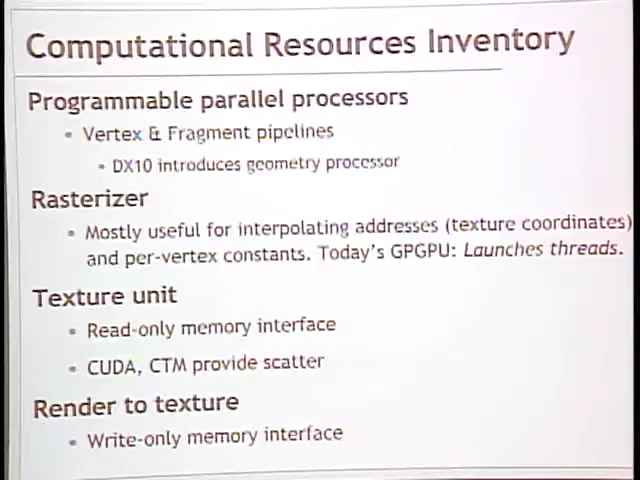 Computational Resources Inventory
Programmable parallel processors
• Vertex & Fragment pipelines
• DX10 introduces geometry processor
Rasterizer
• Mostly useful for interpolating addresses (texture coordinates)
and per-vertex constants. Today's GPGPU: Launches threads.
Texture unit
• Read-only memory interface
• CUDA, CTM provide scatter
Render to texture
• Write-only memory interface